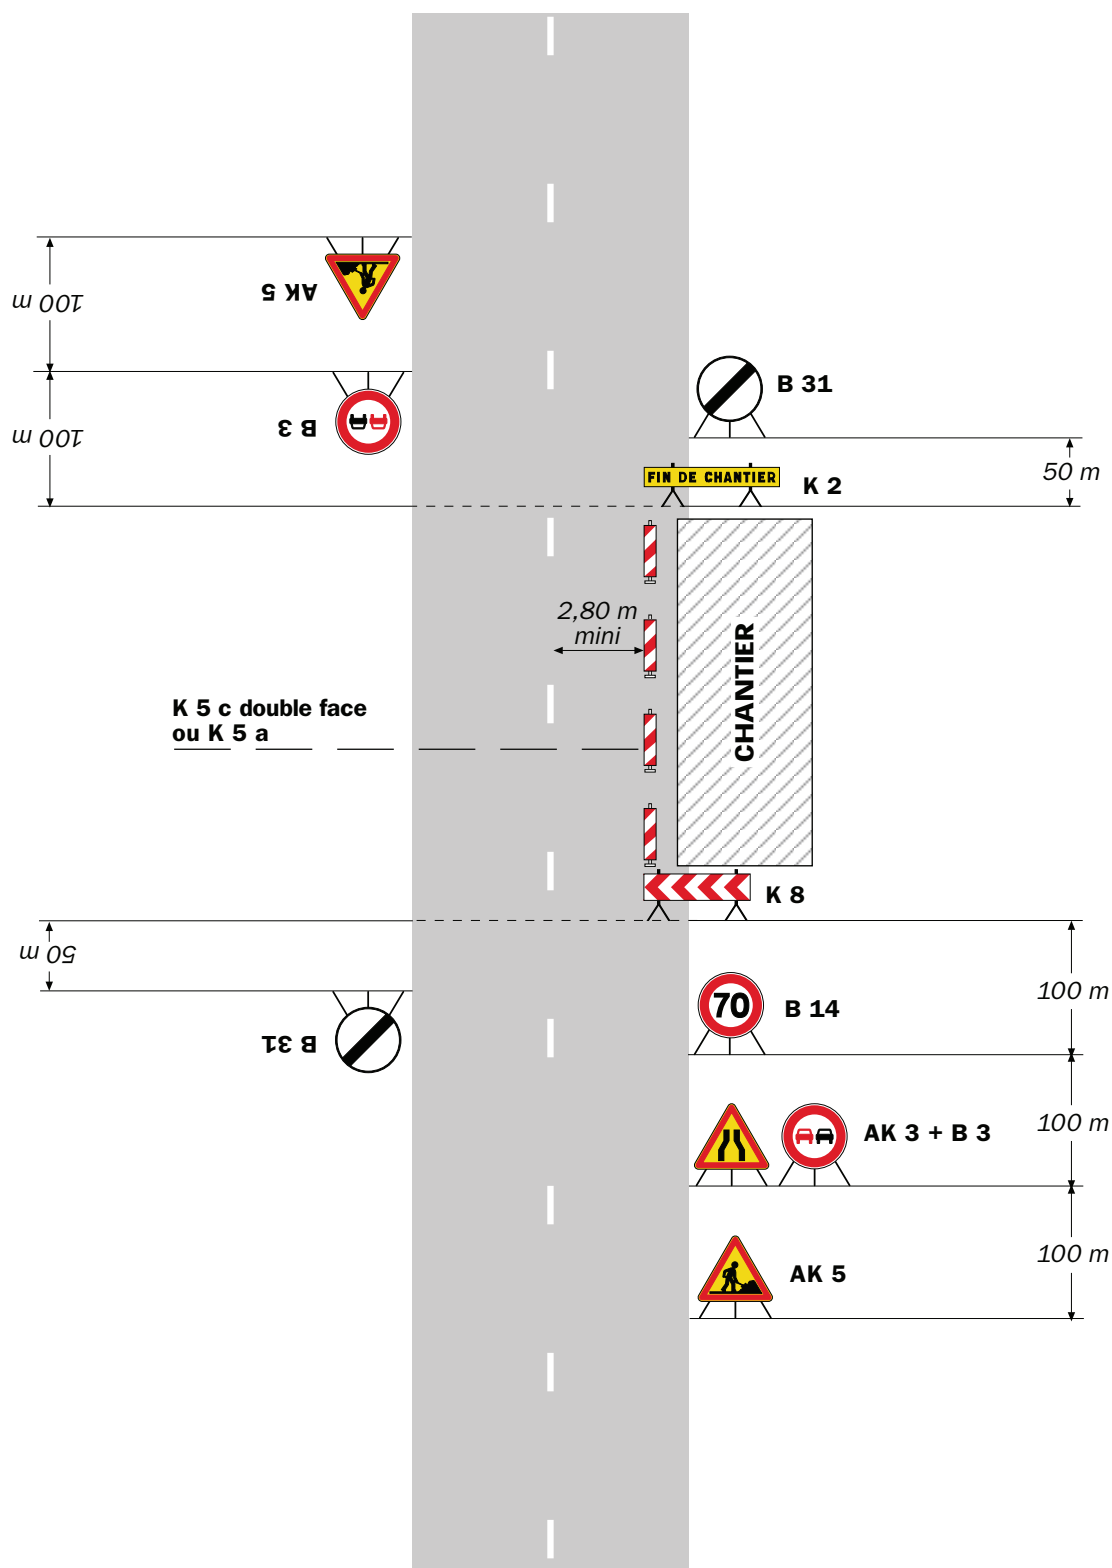 100 m
AK 5
100 m
B 3
B 31
FIN DE CHANTIER
K 2
50 m
2,80 m
mini
CHANTIER
K 5 c double face
ou K 5 a
K 8
50 m
B 31
70
B 14
100 m
AK 3 + B 3
100 m
AK 5
100 m